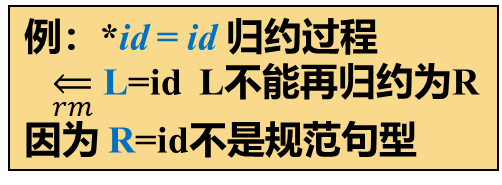 例：*id = id 归约过程
⟸ L=id L不能再归约为R
rm
因为 R=id不是规范句型